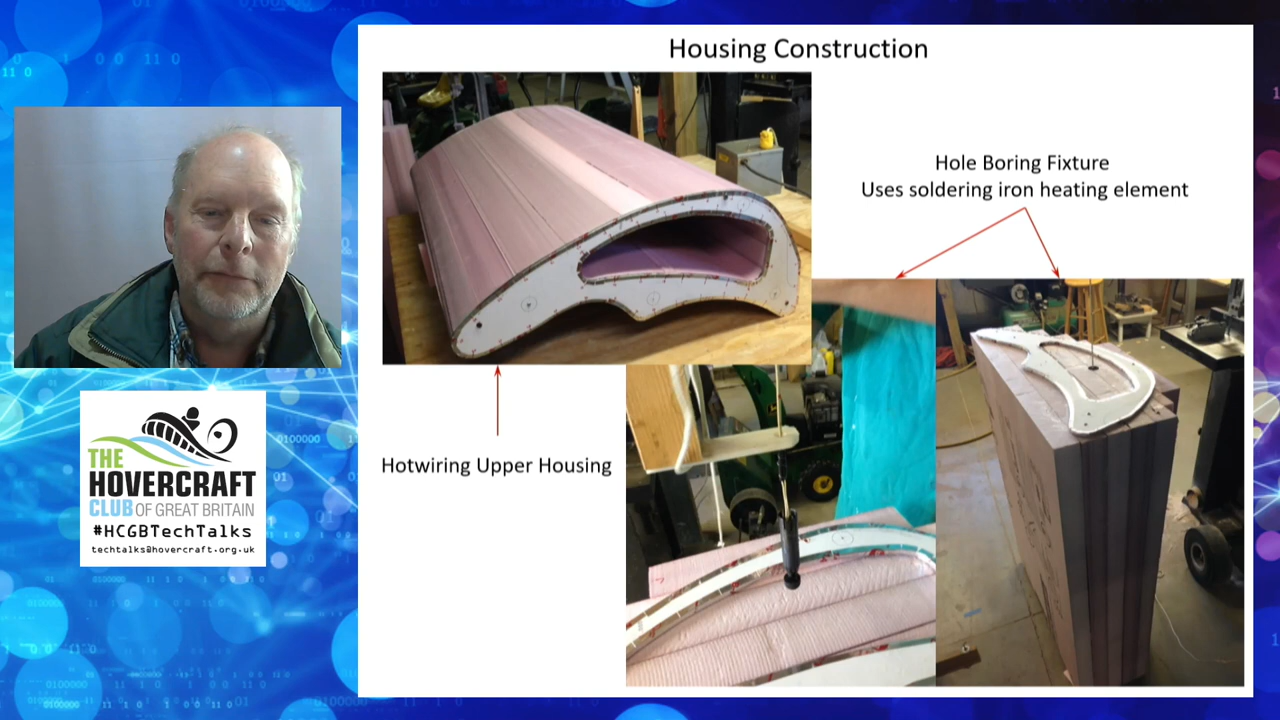 Housing Construction
Hole Boring Fixture
Uses soldering iron heating element
Hotwiring Upper Housing
THE
HOVERCRAFT
CLUB OF GREAT BRITAIN
#HCGBTechTalks
techtalks@hovercraft.org.uk